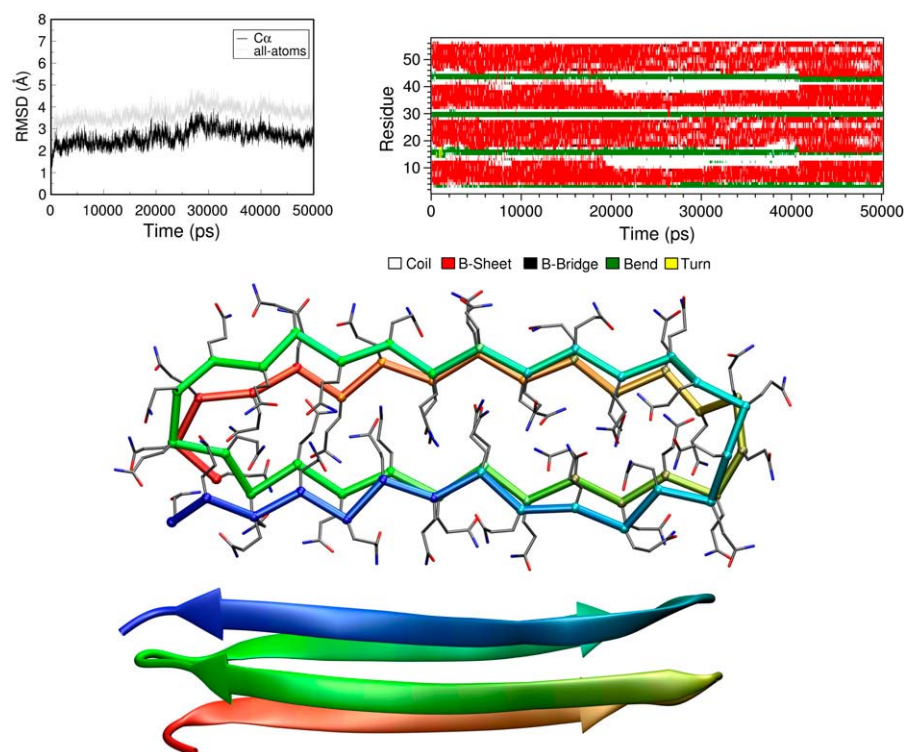 8
7
6
5
4
3
2
1
0
RMSD (Å)
Cα
all-atoms
0 10000 20000 30000 40000 50000
Time (ps)
50
40
30
20
10
Residue
0 10000 20000 30000 40000 50000
Time (ps)
Coil B-Sheet B-Bridge Bend Turn